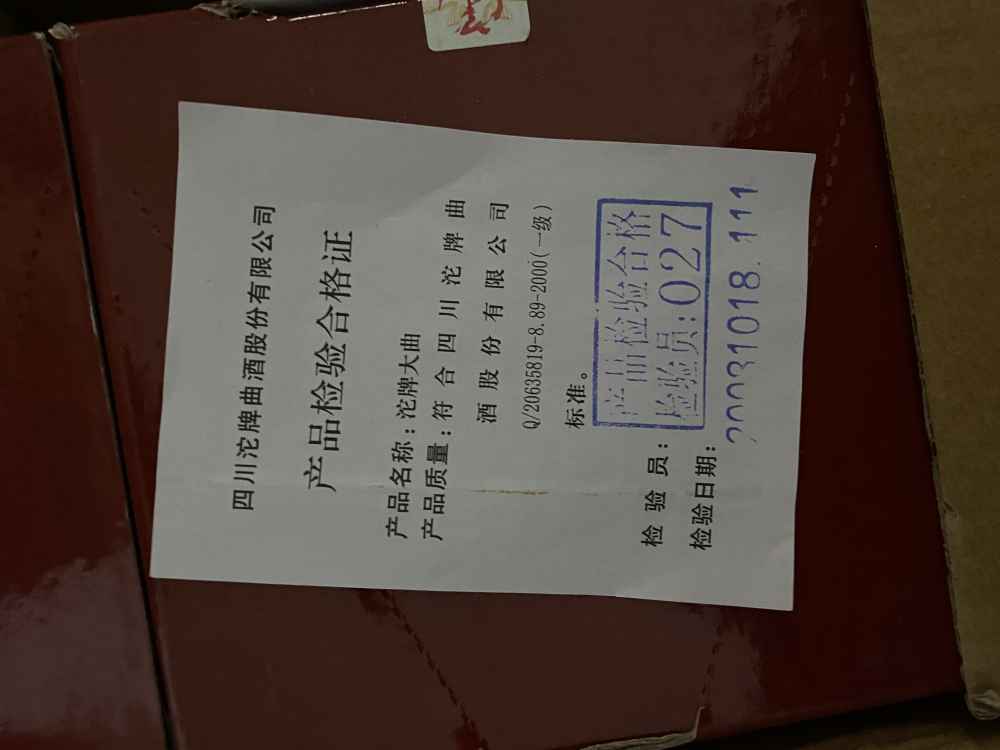 四川沱牌曲酒股份有限公司
产品检验合格证
产品名称：沱牌大曲
产品质量：符合四川沱牌曲
酒股份有限公司
Q/20635819-8.89-2000(一级)
标准。
检验员：
产品检验合格
检验员:027
检验日期：
20031018.111